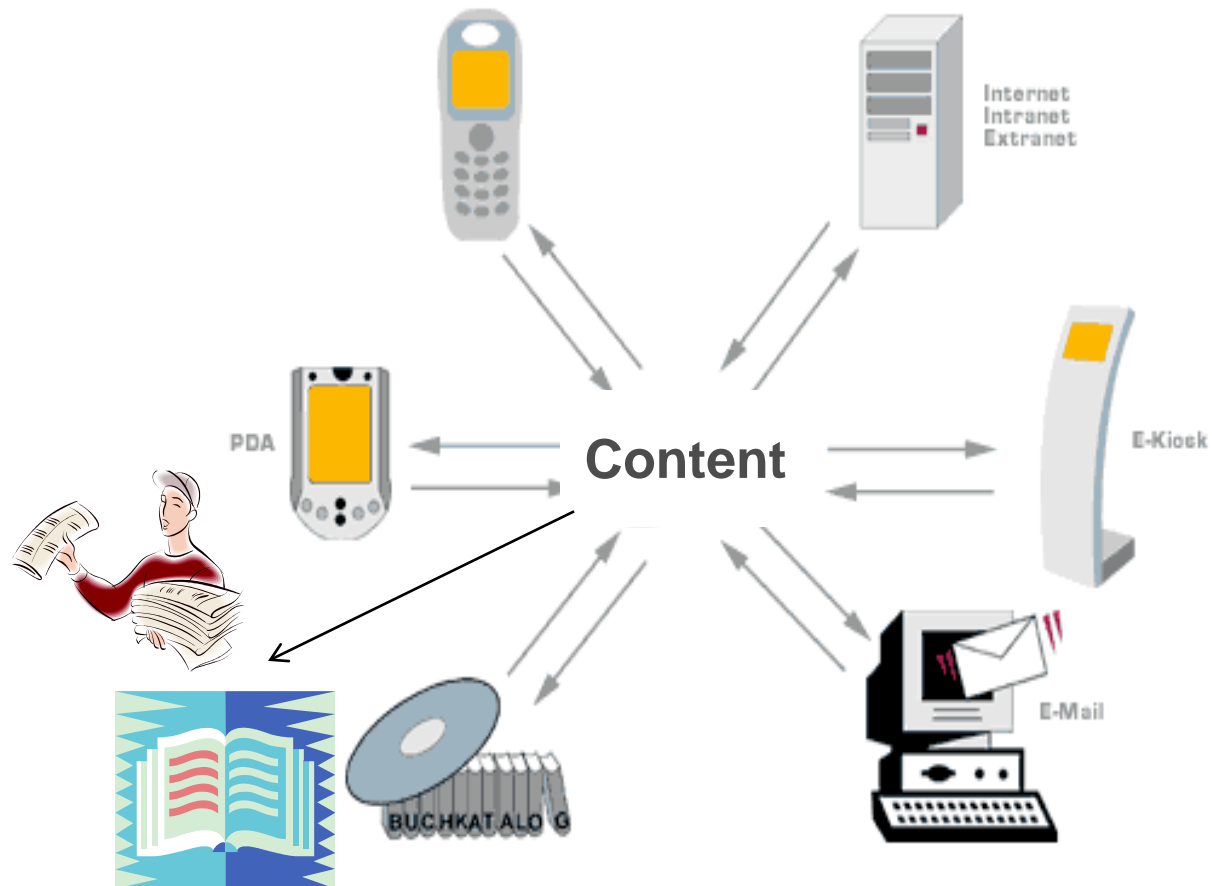 Internet
Intranet
Extranet
PDA
Content
E-Kiosk
E-Mail
BUCHKATALOG